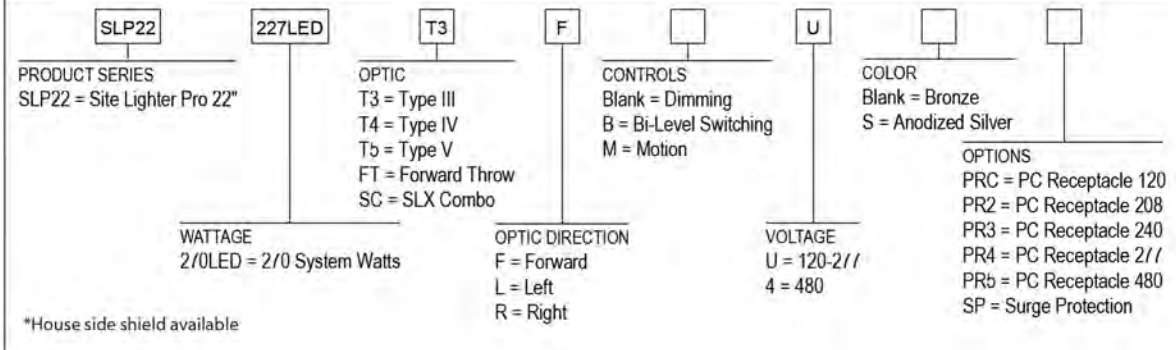 SLP22 227LED T3 F U
PRODUCT SERIES
SLP22 = Site Lighter Pro 22"
WATTAGE
270LED = 270 System Watts
OPTIC
T3 = Type III
T4 = Type IV
T5 = Type V
FT = Forward Throw
SC = SLX Combo
OPTIC DIRECTION
F = Forward
L = Left
R = Right
CONTROLS
Blank = Dimming
B = Bi-Level Switching
M = Motion
VOLTAGE
U = 120-277
4 = 480
COLOR
Blank = Bronze
S = Anodized Silver
OPTIONS
PRC = PC Receptacle 120
PR2 = PC Receptacle 208
PR3 = PC Receptacle 240
PR4 = PC Receptacle 277
PR5 = PC Receptacle 480
SP = Surge Protection
*House side shield available